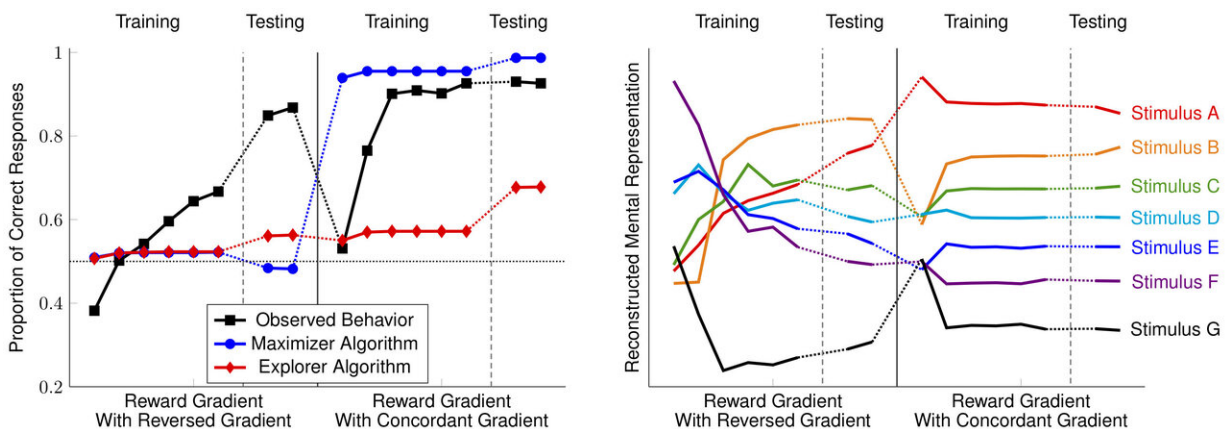 Training
Testing
Training
Testing
Proportion of Correct Responses
1
0.8
0.6
0.4
0.2
Observed Behavior
Maximizer Algorithm
Explorer Algorithm
Reward Gradient
With Reversed Gradient
Reward Gradient
With Concordant Gradient
Training
Testing
Training
Testing
Reconstructed Mental Representation
Stimulus A
Stimulus B
Stimulus C
Stimulus D
Stimulus E
Stimulus F
Stimulus G
Reward Gradient
With Reversed Gradient
Reward Gradient
With Concordant Gradient